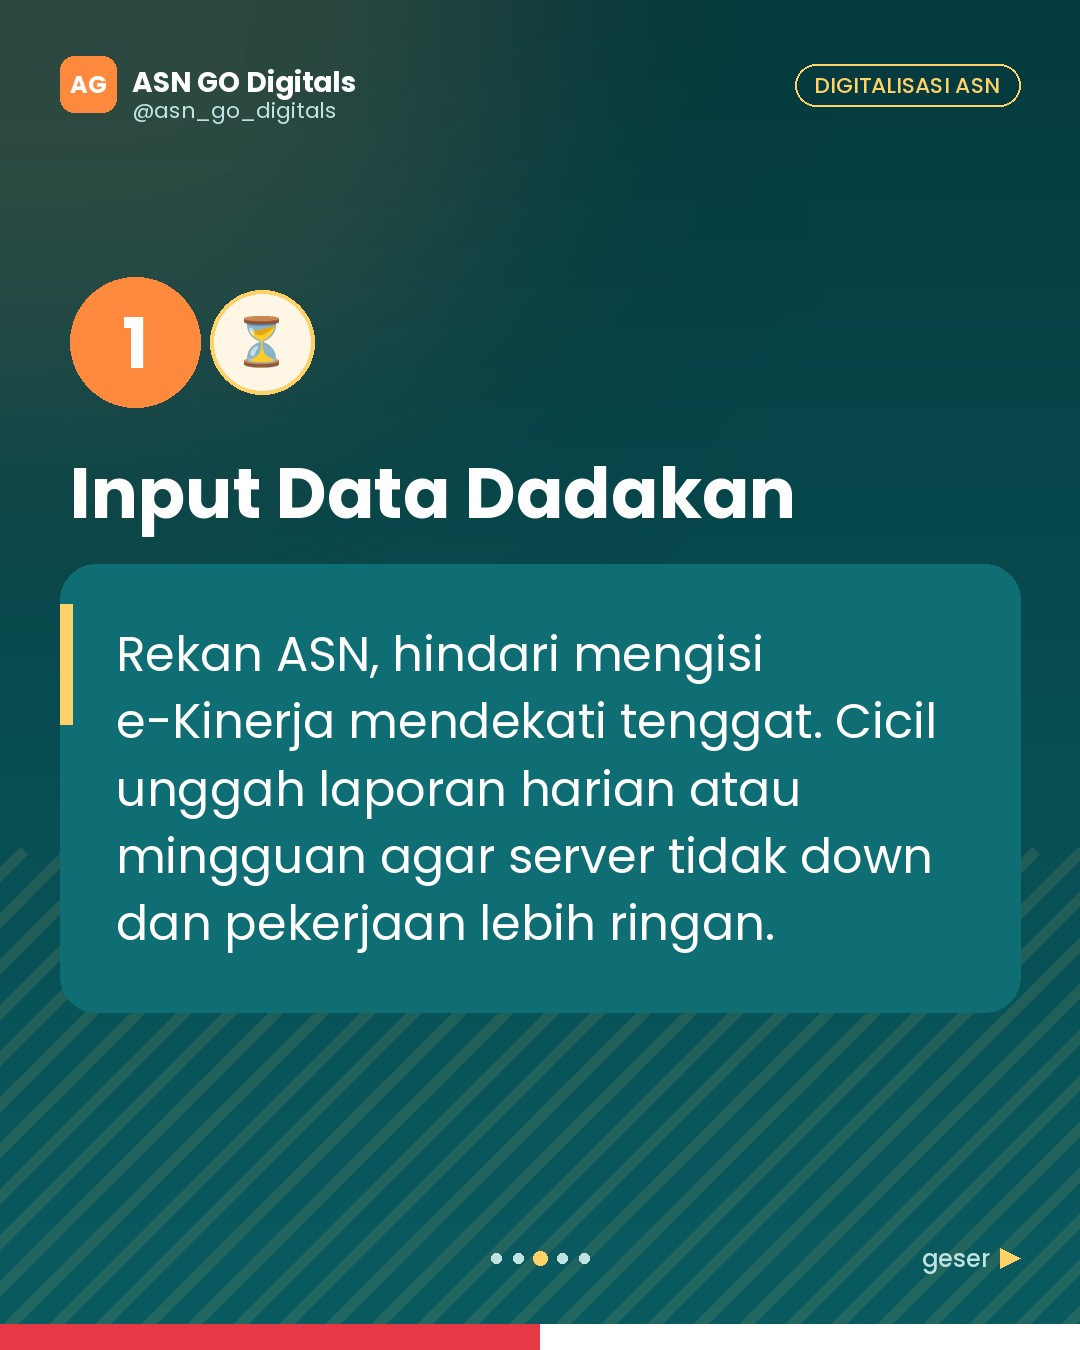 AG
ASN GO Digitals
@asn_go_digitals
DIGITALISASI ASN
1
Input Data Dadakan
Rekan ASN, hindari mengisi
e-Kinerja mendekati tenggat. Cicil
unggah laporan harian atau
mingguan agar server tidak down
dan pekerjaan lebih ringan.
geser